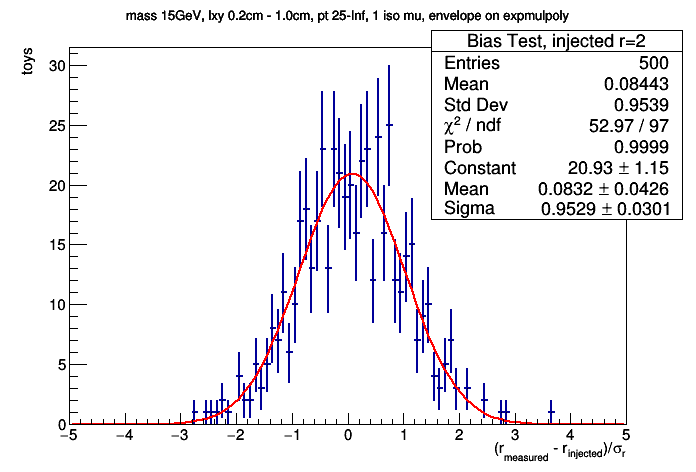 mass 15GeV, lxy 0.2cm - 1.0cm, pt 25-Inf, 1 iso mu, envelope on expmulpoly
Bias Test, injected r=2
Entries 500
Mean 0.08443
Std Dev 0.9539
χ² / ndf 52.97 / 97
Prob 0.9999
Constant 20.93 ± 1.15
Mean 0.0832 ± 0.0426
Sigma 0.9529 ± 0.0301
toys
30
25
20
15
10
5
0
−5 −4 −3 −2 −1 0 1 2 3 4 5
(r_measured - r_injected)/σ_r